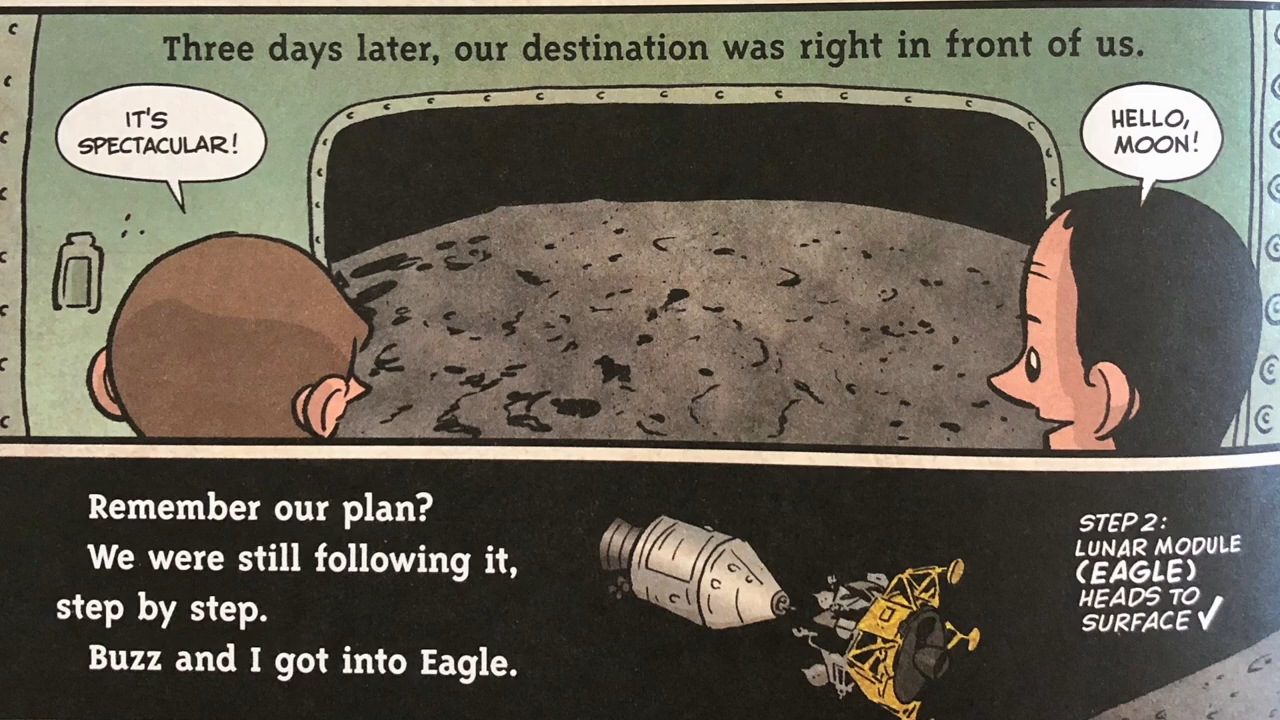 Three days later, our destination was right in front of us.
IT'S
SPECTACULAR!
HELLO,
MOON!
Remember our plan?
We were still following it,
step by step.
Buzz and I got into Eagle.
STEP 2:
LUNAR MODULE
(EAGLE)
HEADS TO
SURFACE ✓